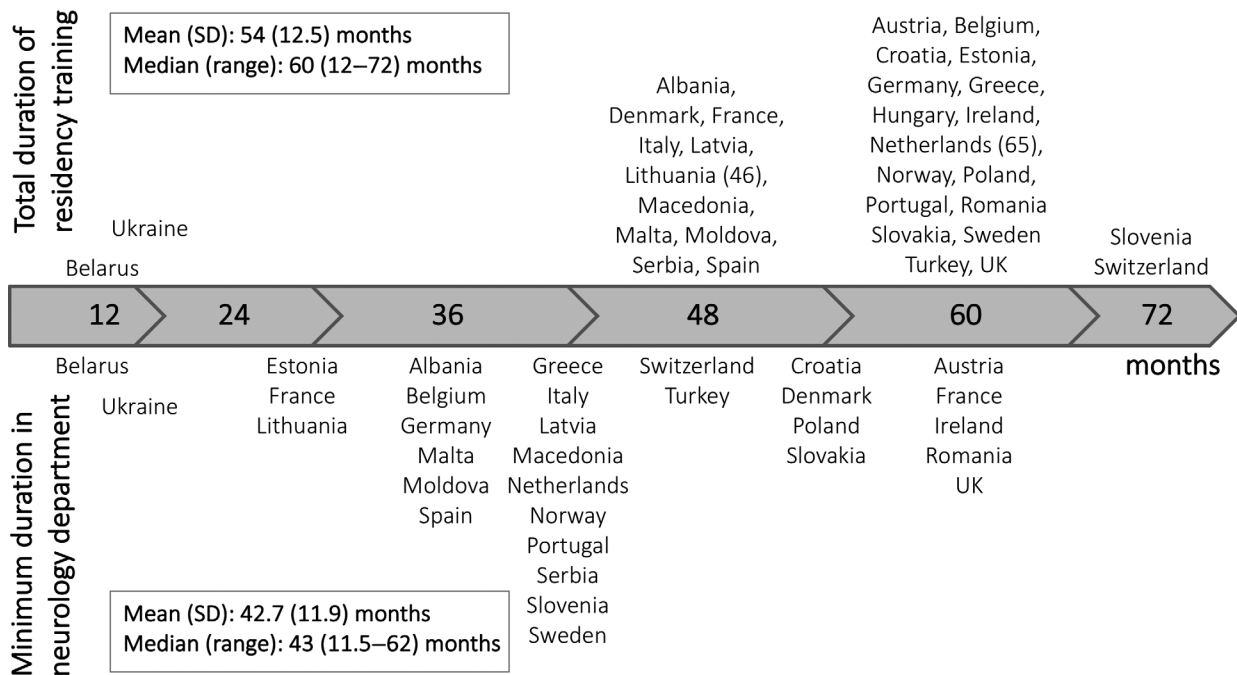 Total duration of
residency training
Mean (SD): 54 (12.5) months
Median (range): 60 (12–72) months
Ukraine
Belarus
Albania,
Denmark, France,
Italy, Latvia,
Lithuania (46),
Macedonia,
Malta, Moldova,
Serbia, Spain
Austria, Belgium,
Croatia, Estonia,
Germany, Greece,
Hungary, Ireland,
Netherlands (65),
Norway, Poland,
Portugal, Romania
Slovakia, Sweden
Turkey, UK
Slovenia
Switzerland
12 24 36 48 60 72
months
Minimum duration in
neurology department
Belarus
Ukraine
Estonia
France
Lithuania
Albania
Belgium
Germany
Malta
Moldova
Spain
Greece
Italy
Latvia
Macedonia
Netherlands
Norway
Portugal
Serbia
Slovenia
Sweden
Switzerland
Turkey
Croatia
Denmark
Poland
Slovakia
Austria
France
Ireland
Romania
UK
Mean (SD): 42.7 (11.9) months
Median (range): 43 (11.5–62) months